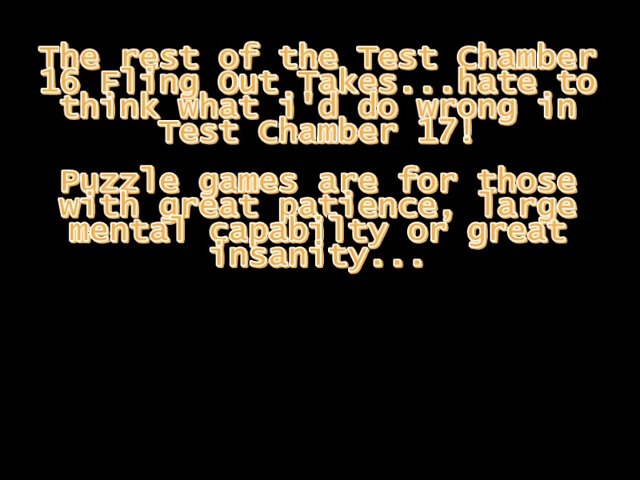 The rest of the Test Chamber
16 Fling Out Takes...hate to
think what i'd do wrong in
Test Chamber 17!
Puzzle games are for those
with great patience, large
mental capabilty or great
insanity...